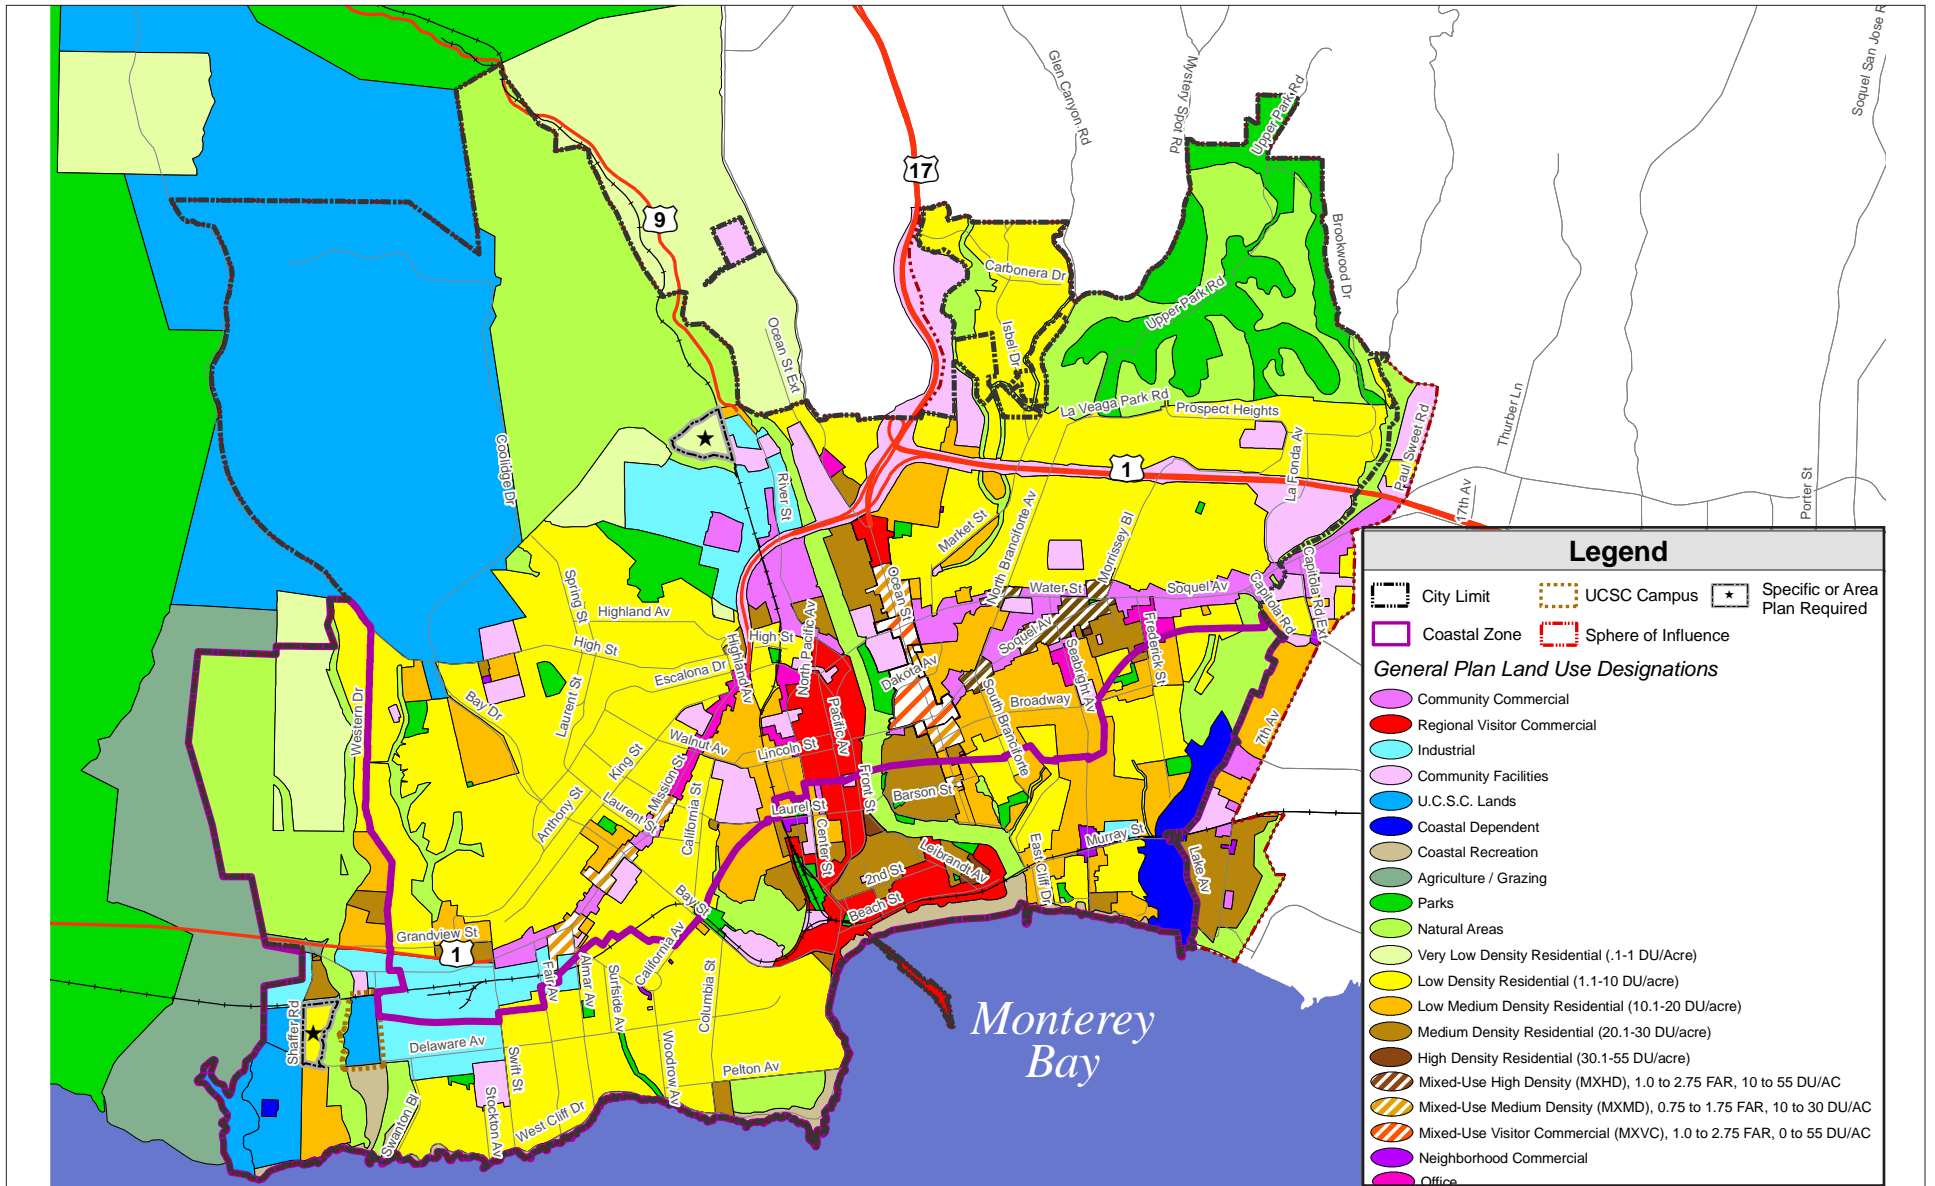 Glen Canyon Rd
Mystery Spot Rd
Upper Park Rd
Soquel San Jose R
17
9
Carbonera Dr
Isbel Dr
Brookwood Dr
Upper Park Rd
Ocean St Ext
La Veaga Park Rd
Prospect Heights
La Fonda Av
Paul Sweet Rd
Thurber Ln
17th Av
Porter St
1
Coolidge Dr
River St
Market St
North Branciforte Av
Morrissey Bl
Spring St
Highland Av
High St
High St
Highland Av
North Pacific Av
Ocean St
Water St
Soquel Av
Soquel Av
Capitola Rd
Capitola Rd Ext
Frederick St
Seabright Av
Dakota Av
Escalona Dr
Laurent St
Bay Dr
Western Dr
Walnut Av
Lincoln St
Pacific Av
Front St
South Branciforte
Broadway
7th Av
King St
Mission St
Anthony St
Laurent St
California St
Laurel St
Center St
Barson St
2nd St
Leibrandt Av
Beach St
East Cliff Dr
Murray St
Lake Av
Bay St
California Av
Grandview St
1
Fair Av
Almar Av
Surfside Av
Columbia St
Woodrow Av
Shaffer Rd
Delaware Av
Swift St
Stockton Av
Swanton Bl
West Cliff Dr
Pelton Av
Monterey
Bay
Legend
City Limit
UCSC Campus
Specific or Area
Plan Required
Coastal Zone
Sphere of Influence
General Plan Land Use Designations
Community Commercial
Regional Visitor Commercial
Industrial
Community Facilities
U.C.S.C. Lands
Coastal Dependent
Coastal Recreation
Agriculture / Grazing
Parks
Natural Areas
Very Low Density Residential (.1-1 DU/Acre)
Low Density Residential (1.1-10 DU/acre)
Low Medium Density Residential (10.1-20 DU/acre)
Medium Density Residential (20.1-30 DU/acre)
High Density Residential (30.1-55 DU/acre)
Mixed-Use High Density (MXHD), 1.0 to 2.75 FAR, 10 to 55 DU/AC
Mixed-Use Medium Density (MXMD), 0.75 to 1.75 FAR, 10 to 30 DU/AC
Mixed-Use Visitor Commercial (MXVC), 1.0 to 2.75 FAR, 0 to 55 DU/AC
Neighborhood Commercial
Office